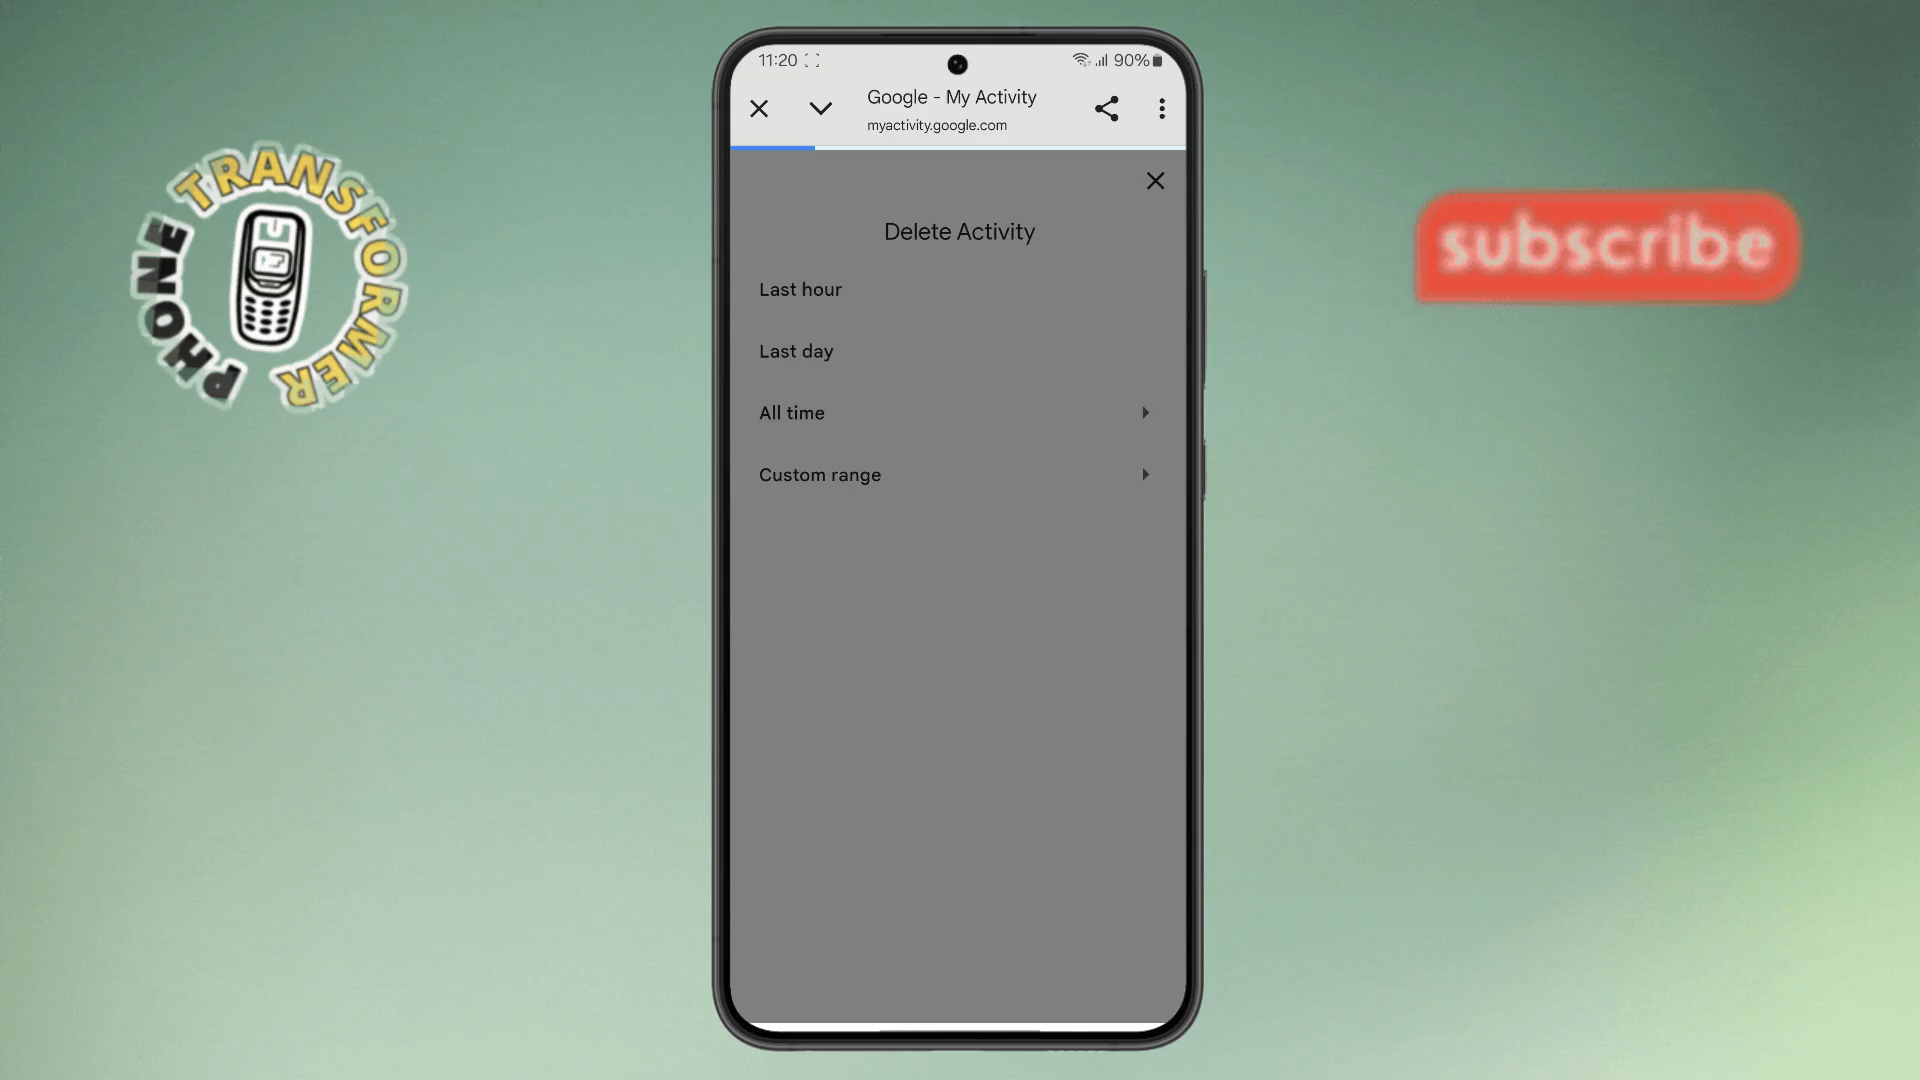 PHONE TRANSFORMER
subscribe
11:20
90%
Google - My Activity
myactivity.google.com
Delete Activity
Last hour
Last day
All time
Custom range